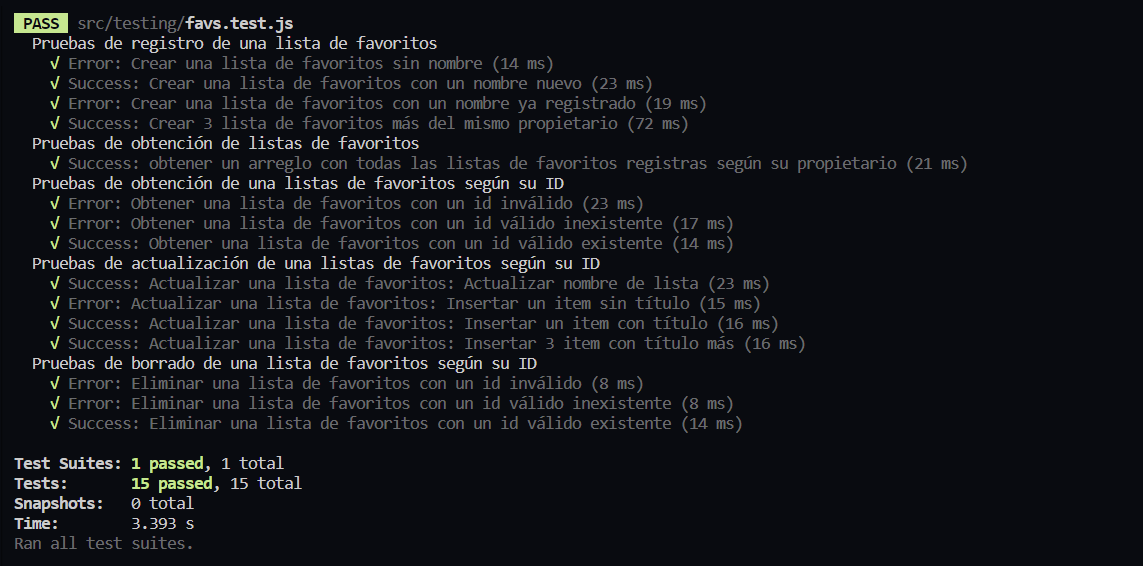 PASS src/testing/favs.test.js
Pruebas de registro de una lista de favoritos
√ Error: Crear una lista de favoritos sin nombre (14 ms)
√ Success: Crear una lista de favoritos con un nombre nuevo (23 ms)
√ Error: Crear una lista de favoritos con un nombre ya registrado (19 ms)
√ Success: Crear 3 lista de favoritos más del mismo propietario (72 ms)
Pruebas de obtención de listas de favoritos
√ Success: obtener un arreglo con todas las listas de favoritos registras según su propietario (21 ms)
Pruebas de obtención de una listas de favoritos según su ID
√ Error: Obtener una lista de favoritos con un id inválido (23 ms)
√ Error: Obtener una lista de favoritos con un id válido inexistente (17 ms)
√ Success: Obtener una lista de favoritos con un id válido existente (14 ms)
Pruebas de actualización de una listas de favoritos según su ID
√ Success: Actualizar una lista de favoritos: Actualizar nombre de lista (23 ms)
√ Error: Actualizar una lista de favoritos: Insertar un item sin título (15 ms)
√ Success: Actualizar una lista de favoritos: Insertar un item con título (16 ms)
√ Success: Actualizar una lista de favoritos: Insertar 3 item con título más (16 ms)
Pruebas de borrado de una lista de favoritos según su ID
√ Error: Eliminar una lista de favoritos con un id inválido (8 ms)
√ Error: Eliminar una lista de favoritos con un id válido inexistente (8 ms)
√ Success: Eliminar una lista de favoritos con un id válido existente (14 ms)
Test Suites: 1 passed, 1 total
Tests: 15 passed, 15 total
Snapshots: 0 total
Time: 3.393 s
Ran all test suites.